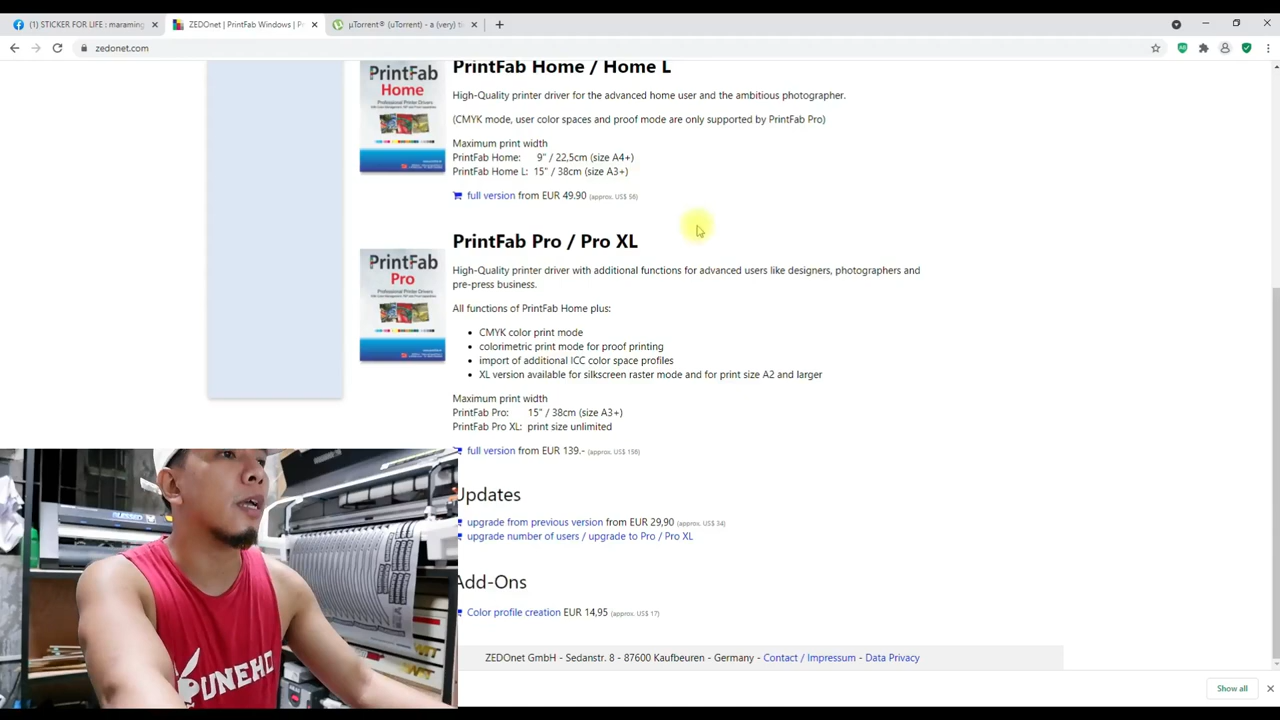 (1) STICKER FOR LIFE : maraming
ZEDOnet | PrintFab Windows | Pr
µTorrent® (uTorrent) - a (very) ti
zedonet.com
PrintFab Home / Home L
PrintFab
Home
Professional Printer Drivers
High-Quality printer driver for the advanced home user and the ambitious photographer.
(CMYK mode, user color spaces and proof mode are only supported by PrintFab Pro)
Maximum print width
PrintFab Home: 9" / 22,5cm (size A4+)
PrintFab Home L: 15" / 38cm (size A3+)
full version from EUR 49.90 (approx. US$ 56)
PrintFab Pro / Pro XL
PrintFab
Pro
Professional Printer Drivers
High-Quality printer driver with additional functions for advanced users like designers, photographers and
pre-press business.
All functions of PrintFab Home plus:
• CMYK color print mode
• colorimetric print mode for proof printing
• import of additional ICC color space profiles
• XL version available for silkscreen raster mode and for print size A2 and larger
Maximum print width
PrintFab Pro: 15" / 38cm (size A3+)
PrintFab Pro XL: print size unlimited
full version from EUR 139.- (approx. US$ 156)
Updates
upgrade from previous version from EUR 29,90 (approx. US$ 34)
upgrade number of users / upgrade to Pro / Pro XL
Add-Ons
Color profile creation EUR 14,95 (approx. US$ 17)
ZEDOnet GmbH - Sedanstr. 8 - 87600 Kaufbeuren - Germany - Contact / Impressum - Data Privacy
Show all